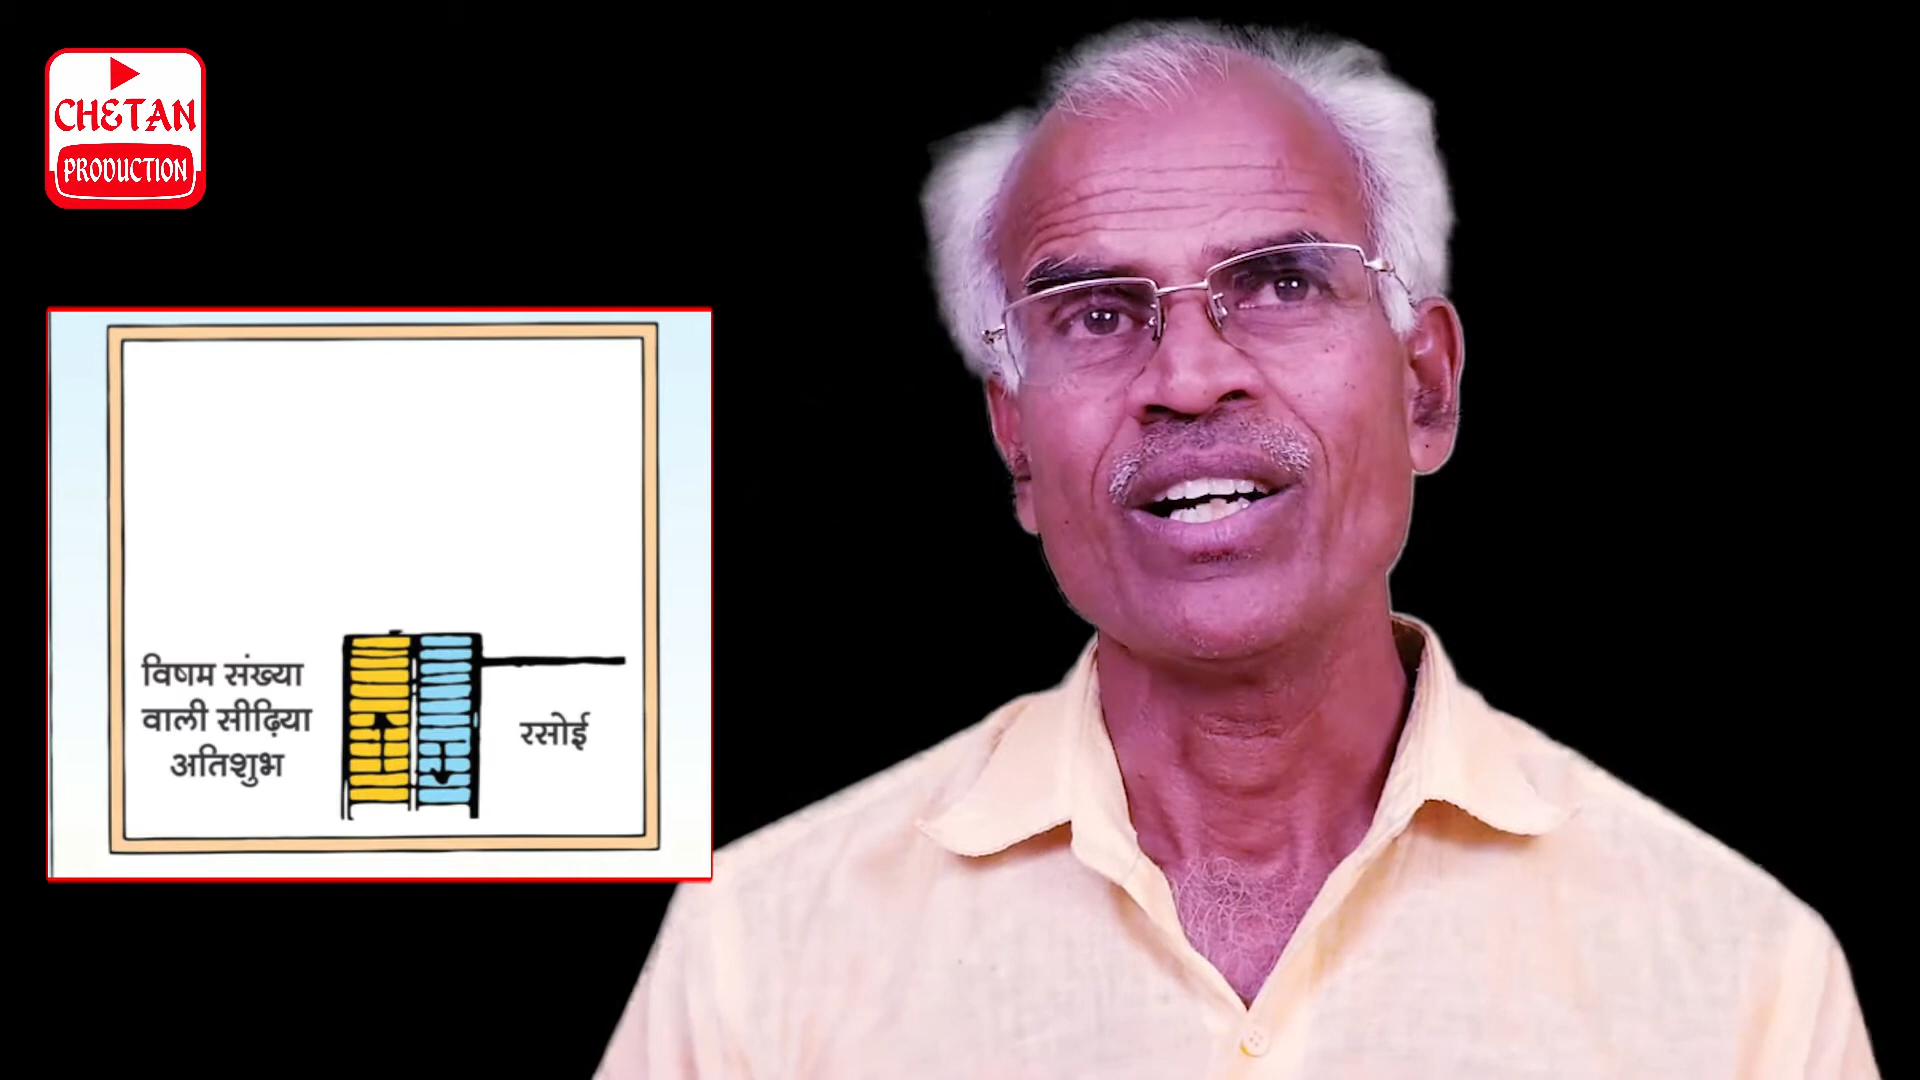 CHETAN
PRODUCTION
विषम संख्या
वाली सीढ़िया
अतिशुभ
रसोई